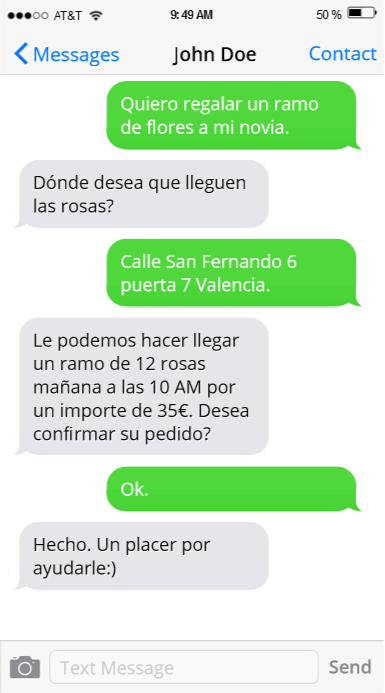 AT&T 9:49 AM 50 %
Messages John Doe Contact
Quiero regalar un ramo
de flores a mi novia.
Dónde desea que lleguen
las rosas?
Calle San Fernando 6
puerta 7 Valencia.
Le podemos hacer llegar
un ramo de 12 rosas
mañana a las 10 AM por
un importe de 35€. Desea
confirmar su pedido?
Ok.
Hecho. Un placer por
ayudarle:)
Text Message Send